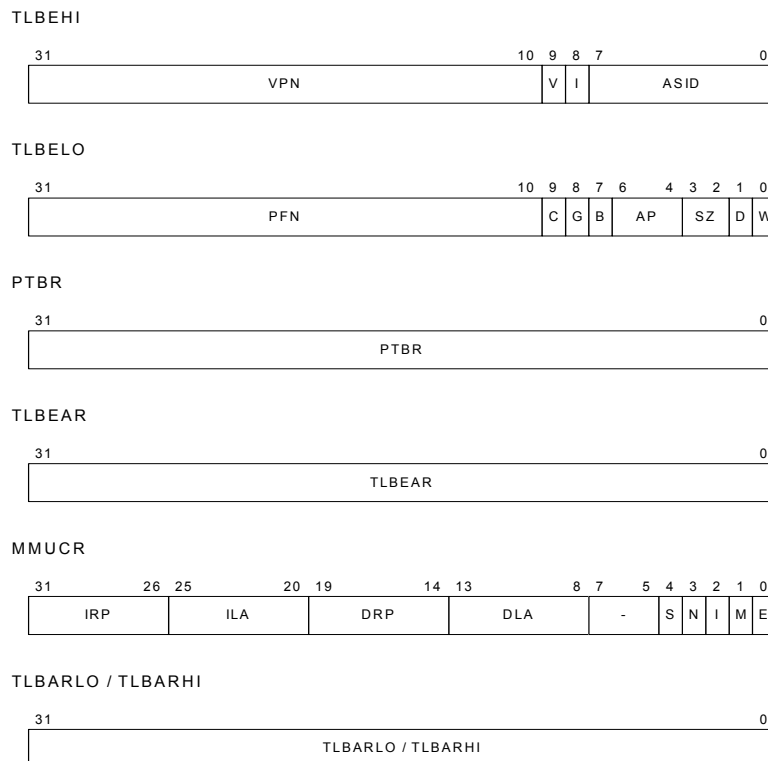 TLBEHI
31 10 9 8 7 0
VPN V I ASID
TLBELO
31 10 9 8 7 6 4 3 2 1 0
PFN C G B AP SZ D W
PTBR
31 0
PTBR
TLBEAR
31 0
TLBEAR
MMUCR
31 26 25 20 19 14 13 8 7 5 4 3 2 1 0
IRP ILA DRP DLA - S N I M E
TLBARLO / TLBARHI
31 0
TLBARLO / TLBARHI